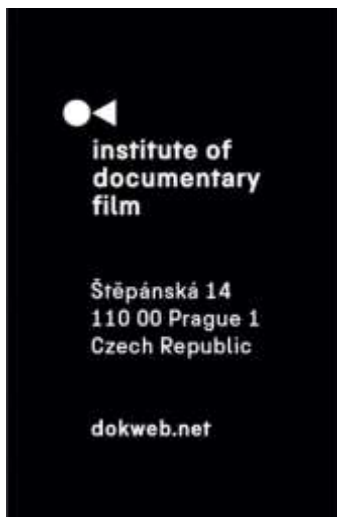 institute of
documentary
film
Štěpánská 14
110 00 Prague 1
Czech Republic
dokweb.net